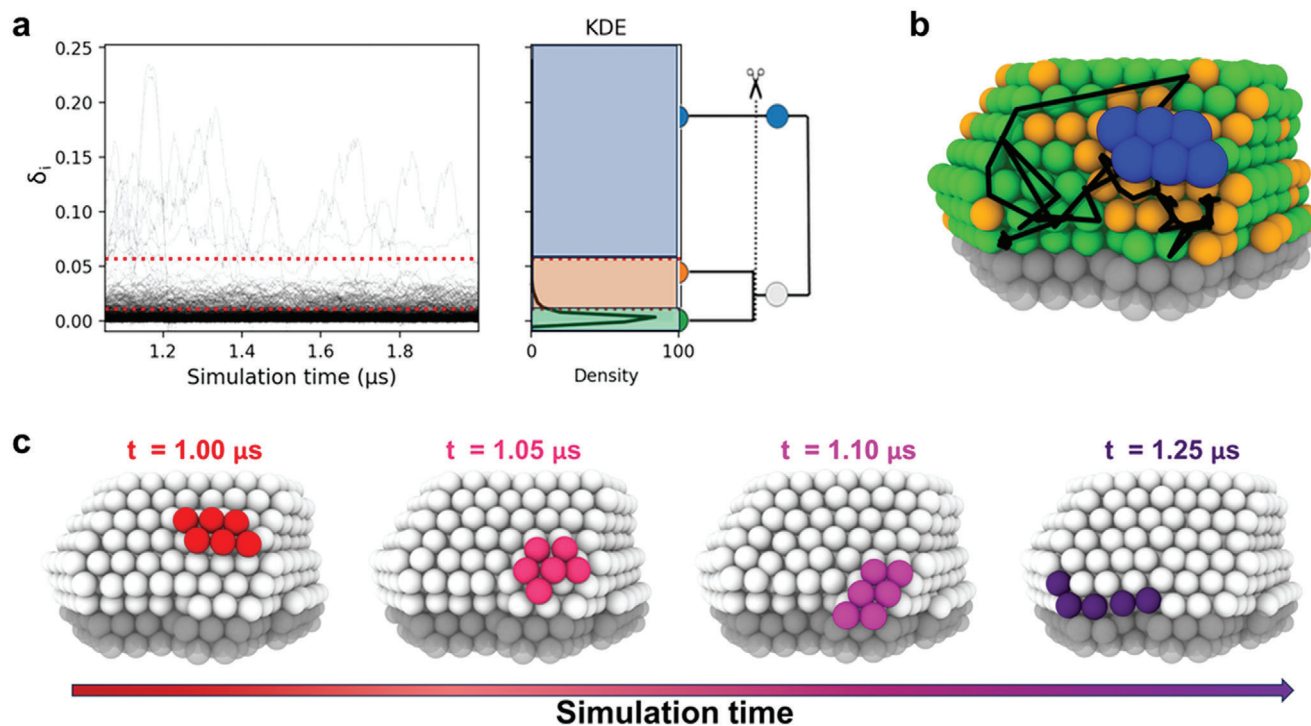 a
b
KDE
0.25
0.20
0.15
0.10
0.05
0.00
δi
1.2
1.4
1.6
1.8
Simulation time (μs)
0
100
Density
c
t = 1.00 μs
t = 1.05 μs
t = 1.10 μs
t = 1.25 μs
Simulation time